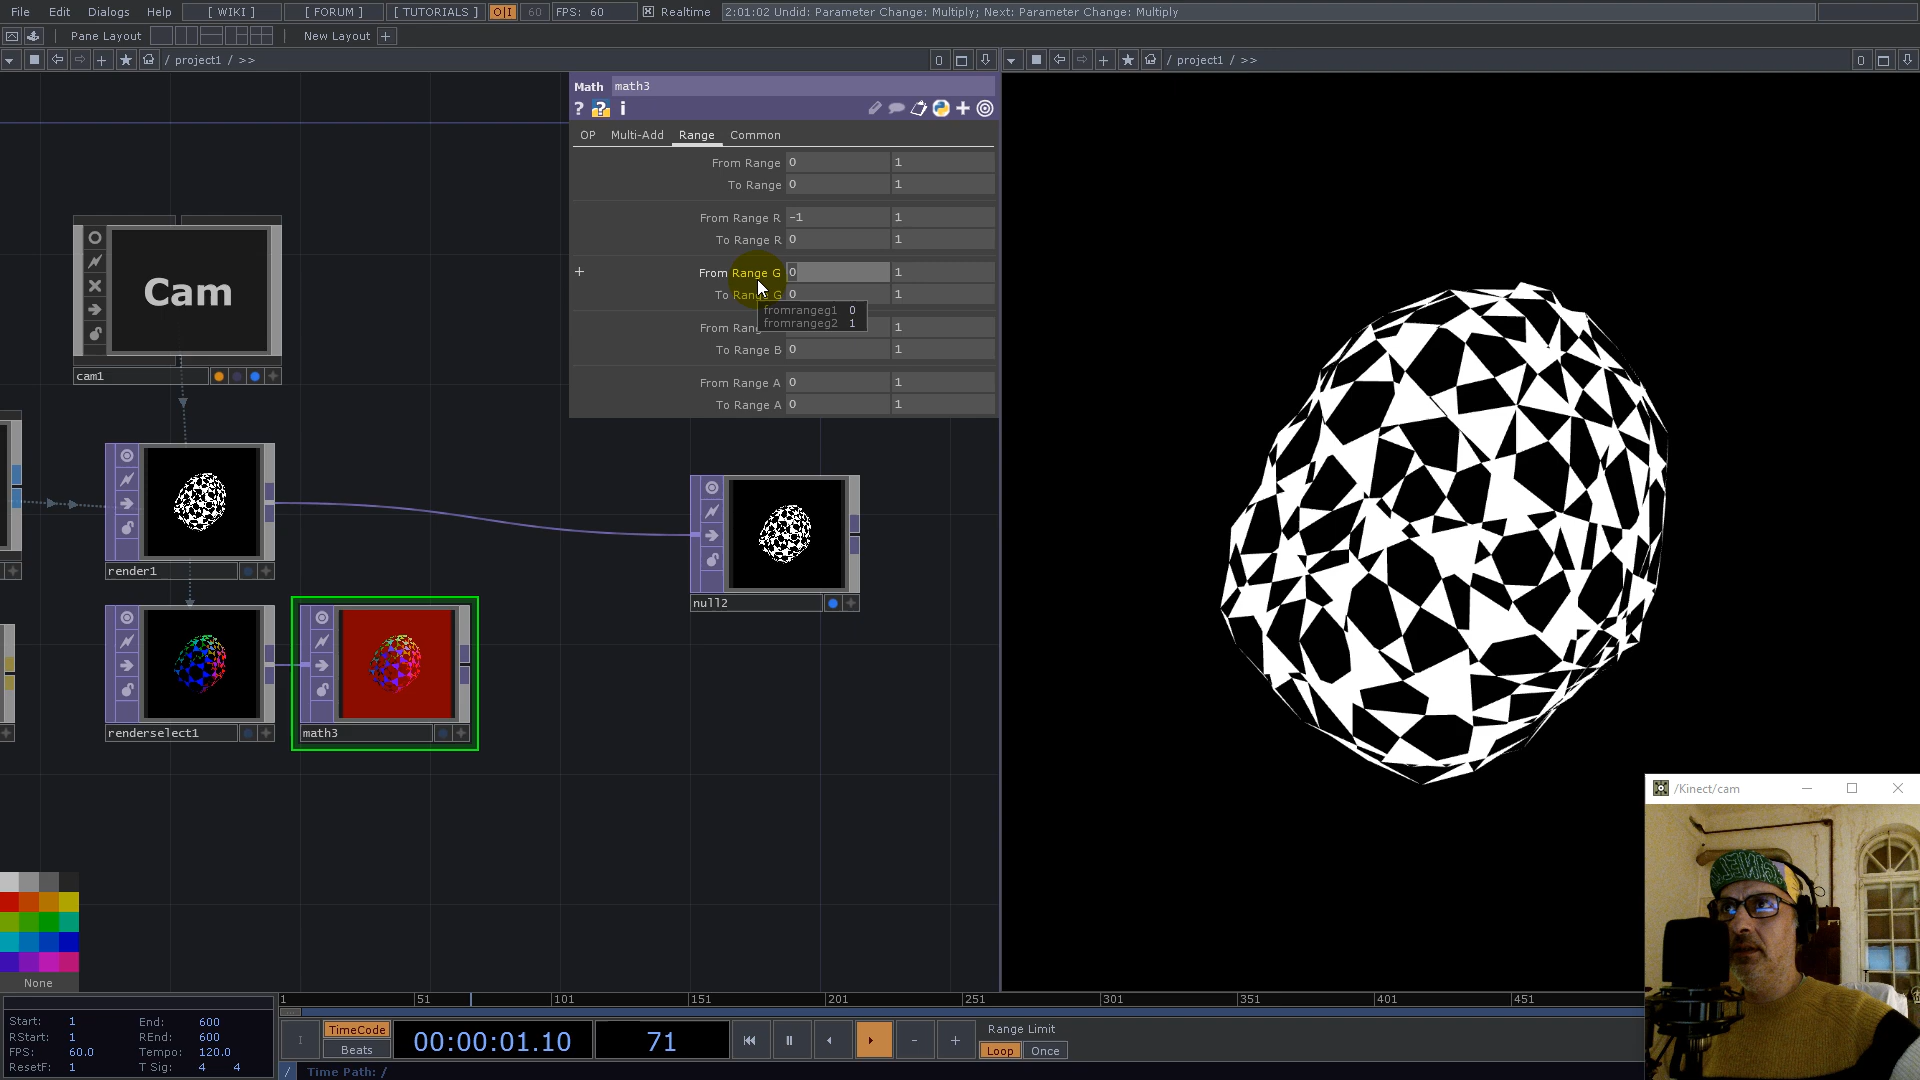 File Edit Dialogs Help [ WIKI ] [ FORUM ] [ TUTORIALS ] O|I 60 FPS: 60 Realtime 2:01:02 Undid: Parameter Change: Multiply; Next: Parameter Change: Multiply
Pane Layout New Layout +
/ project1 / >> 0
/ project1 / >> 0
Math math3
? ? i
OP Multi-Add Range Common
From Range 0 1
To Range 0 1
From Range R -1 1
To Range R 0 1
+ From Range G 0 1
To Range G 0 1
fromrangeg1 0
fromrangeg2 1
From Rang 1
To Range B 0 1
From Range A 0 1
To Range A 0 1
Cam
cam1
render1
null2
renderselect1
math3
/Kinect/cam
None
1 51 101 151 201 251 301 351 401 451
Start: 1 End: 600
RStart: 1 REnd: 600
FPS: 60.0 Tempo: 120.0
ResetF: 1 T Sig: 4 4
I TimeCode 00:00:01.10 71 - + Range Limit
Beats Loop Once
/ Time Path: /